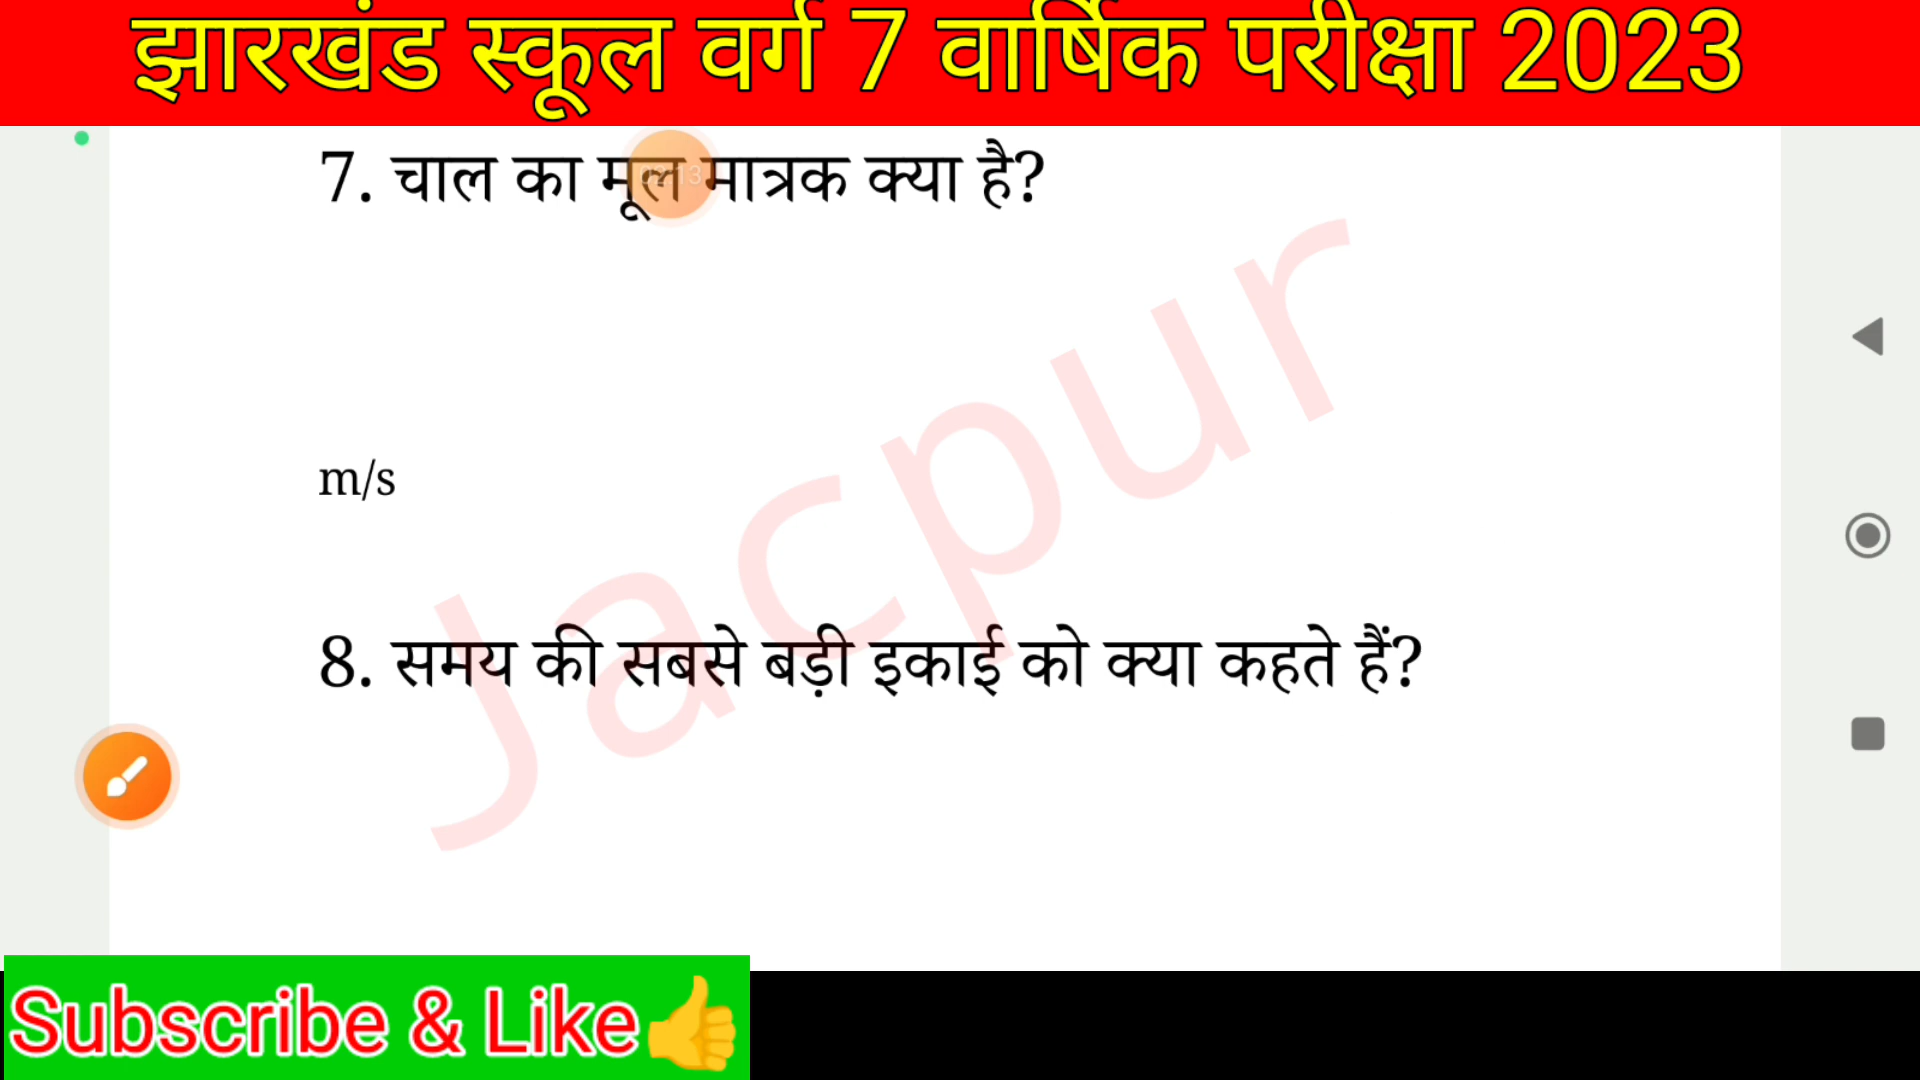 झारखंड स्कूल वर्ग 7 वार्षिक परीक्षा 2023
7. चाल का मूल मात्रक क्या है?
m/s
8. समय की सबसे बड़ी इकाई को क्या कहते हैं?
Jacpur
Subscribe & Like👍